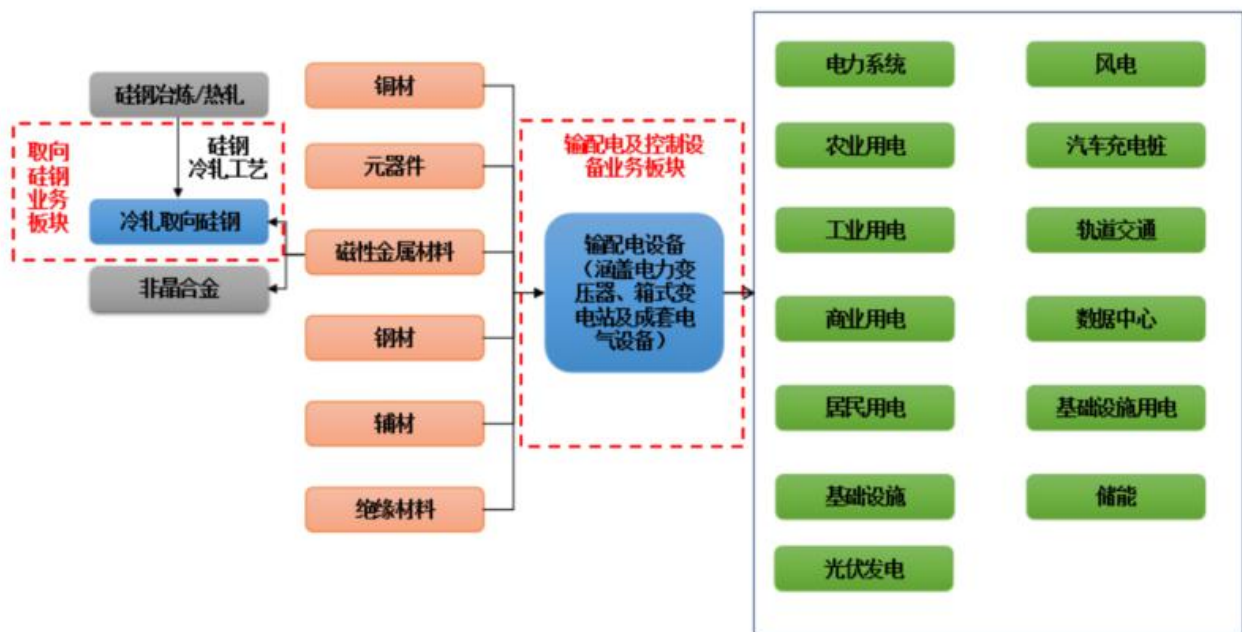 硅钢冶炼/热轧
取向
硅钢
业务
板块
硅钢
冷轧工艺
冷轧取向硅钢
非晶合金
铜材
元器件
磁性金属材料
钢材
辅材
绝缘材料
输配电及控制设
备业务板块
输配电设备
（涵盖电力变
压器、箱式变
电站及成套电
气设备）
电力系统
风电
农业用电
汽车充电桩
工业用电
轨道交通
商业用电
数据中心
居民用电
基础设施用电
基础设施
储能
光伏发电